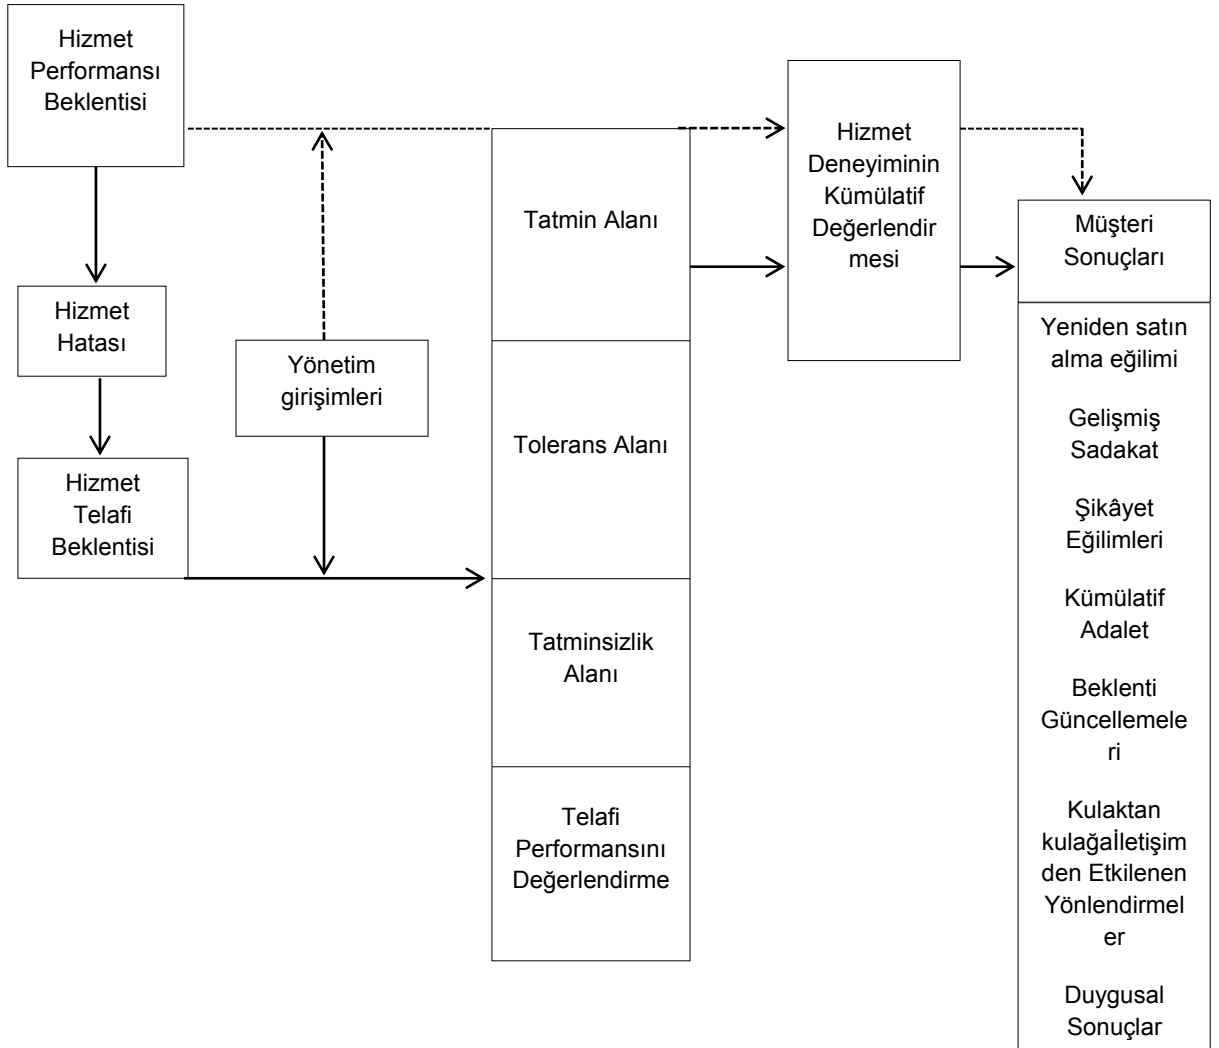 Hizmet
Performansı
Beklentisi
Hizmet
Hatası
Hizmet
Telafi
Beklentisi
Yönetim
girişimleri
Tatmin Alanı
Tolerans Alanı
Tatminsizlik
Alanı
Telafi
Performansını
Değerlendirme
Hizmet
Deneyiminin
Kümülatif
Değerlendir
mesi
Müşteri
Sonuçları
Yeniden satın
alma eğilimi
Gelişmiş
Sadakat
Şikâyet
Eğilimleri
Kümülatif
Adalet
Beklenti
Güncellemele
ri
Kulaktan
kulağaİletişim
den Etkilenen
Yönlendirmel
er
Duygusal
Sonuçlar